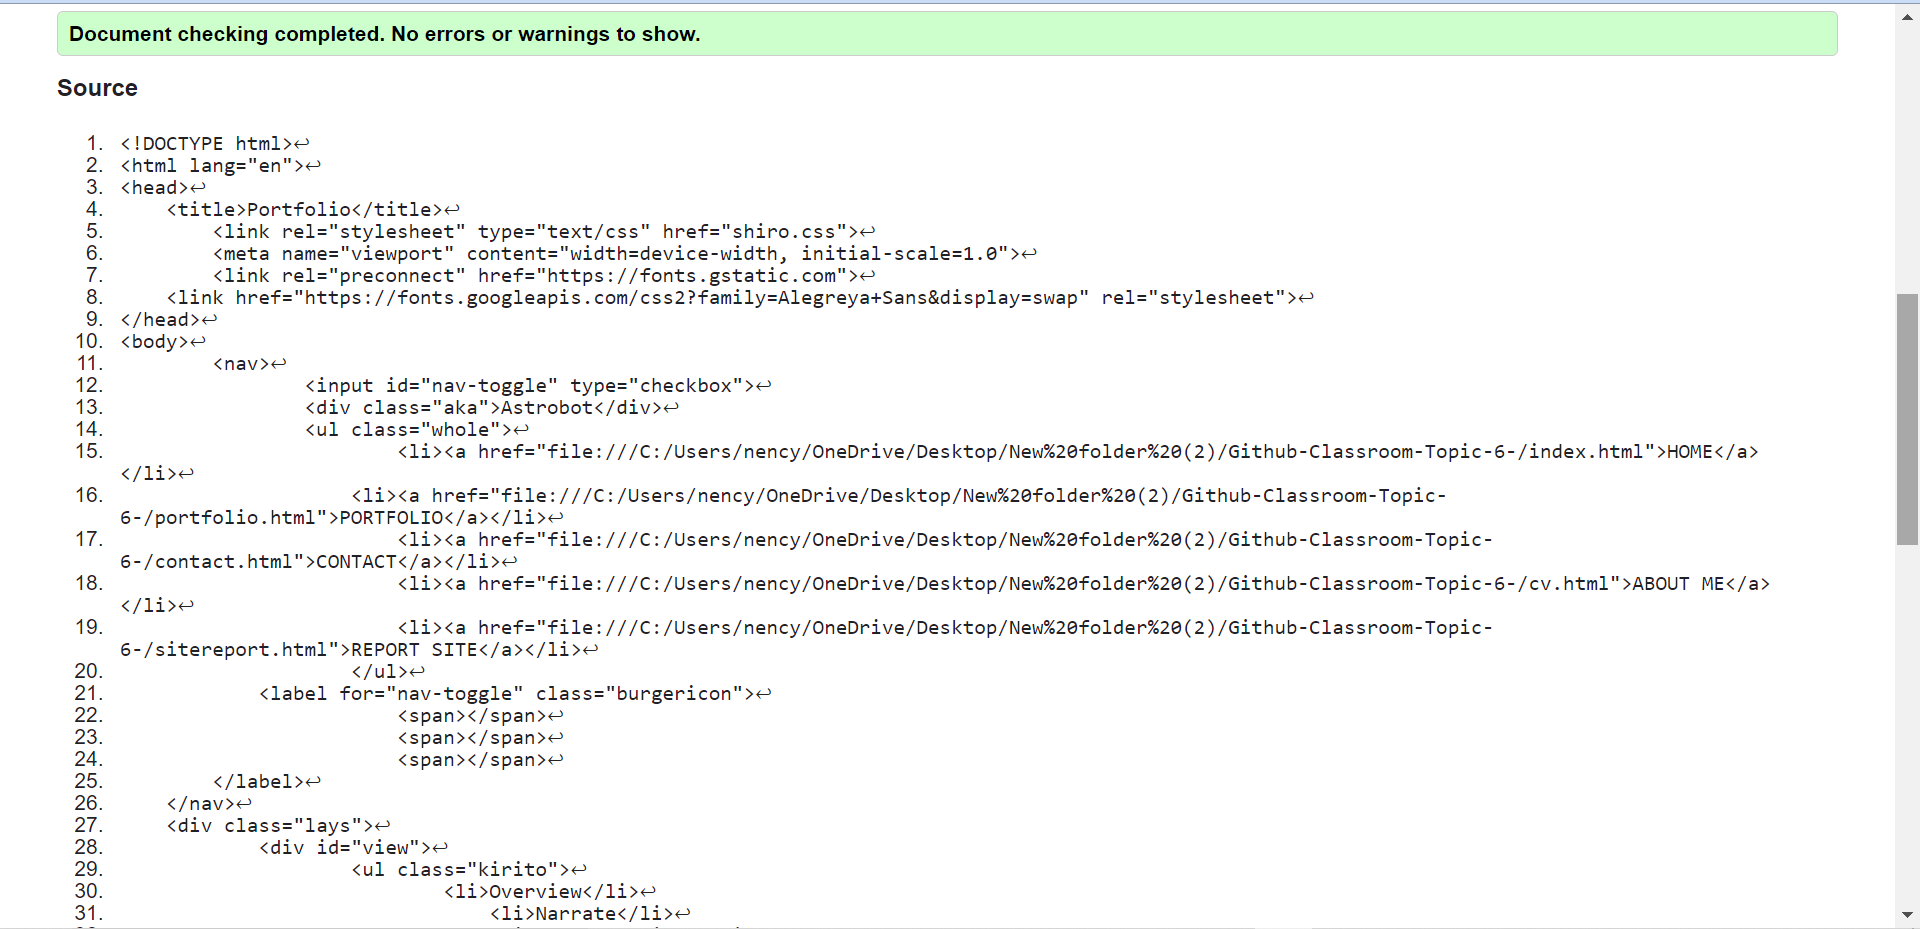 Document checking completed. No errors or warnings to show.
Source
1. <!DOCTYPE html>↩
2. <html lang="en">↩
3. <head>↩
4.     <title>Portfolio</title>↩
5.         <link rel="stylesheet" type="text/css" href="shiro.css">↩
6.         <meta name="viewport" content="width=device-width, initial-scale=1.0">↩
7.         <link rel="preconnect" href="https://fonts.gstatic.com">↩
8.     <link href="https://fonts.googleapis.com/css2?family=Alegreya+Sans&display=swap" rel="stylesheet">↩
9. </head>↩
10. <body>↩
11.         <nav>↩
12.                 <input id="nav-toggle" type="checkbox">↩
13.                 <div class="aka">Astrobot</div>↩
14.                 <ul class="whole">↩
15.                         <li><a href="file:///C:/Users/nency/OneDrive/Desktop/New%20folder%20(2)/Github-Classroom-Topic-6-/index.html">HOME</a>
</li>↩
16.                     <li><a href="file:///C:/Users/nency/OneDrive/Desktop/New%20folder%20(2)/Github-Classroom-Topic-
6-/portfolio.html">PORTFOLIO</a></li>↩
17.                         <li><a href="file:///C:/Users/nency/OneDrive/Desktop/New%20folder%20(2)/Github-Classroom-Topic-
6-/contact.html">CONTACT</a></li>↩
18.                         <li><a href="file:///C:/Users/nency/OneDrive/Desktop/New%20folder%20(2)/Github-Classroom-Topic-6-/cv.html">ABOUT ME</a>
</li>↩
19.                         <li><a href="file:///C:/Users/nency/OneDrive/Desktop/New%20folder%20(2)/Github-Classroom-Topic-
6-/sitereport.html">REPORT SITE</a></li>↩
20.                     </ul>↩
21.             <label for="nav-toggle" class="burgericon">↩
22.                         <span></span>↩
23.                         <span></span>↩
24.                         <span></span>↩
25.         </label>↩
26.     </nav>↩
27.     <div class="lays">↩
28.             <div id="view">↩
29.                     <ul class="kirito">↩
30.                             <li>Overview</li>↩
31.                                 <li>Narrate</li>↩